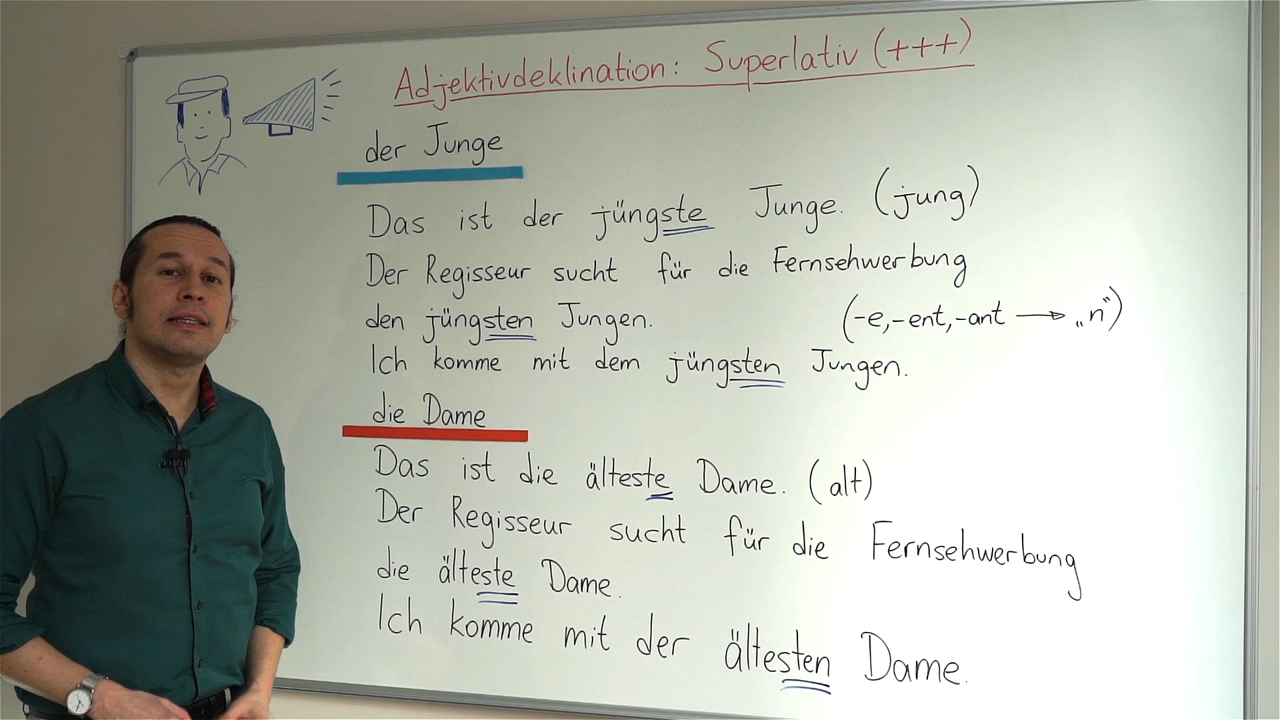 Adjektivdeklination: Superlativ (+++)
der Junge
Das ist der jüngste Junge. (jung)
Der Regisseur sucht für die Fernsehwerbung
den jüngsten Jungen. (-e,-ent,-ant → „n”)
Ich komme mit dem jüngsten Jungen.
die Dame
Das ist die älteste Dame. (alt)
Der Regisseur sucht für die Fernsehwerbung
die älteste Dame.
Ich komme mit der ältesten Dame.